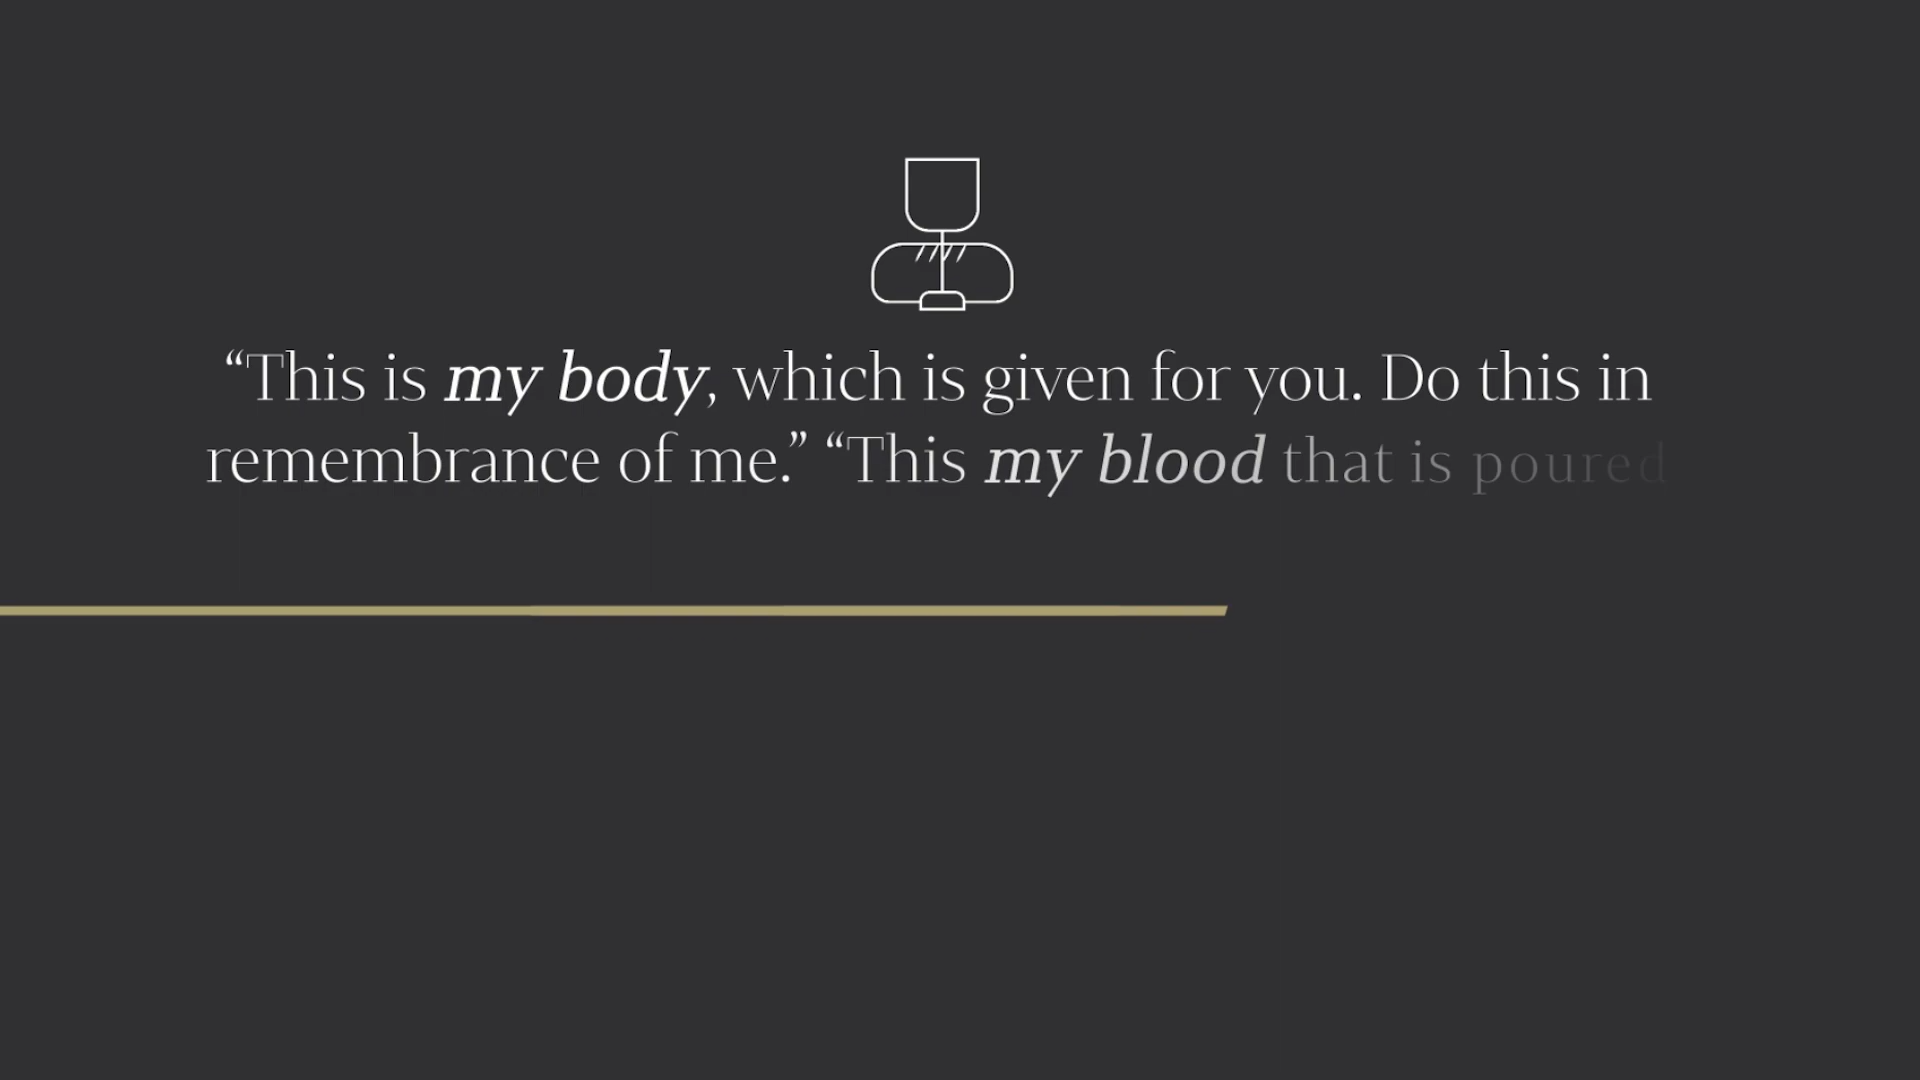 “This is my body, which is given for you. Do this in
remembrance of me.” “This my blood that is poured